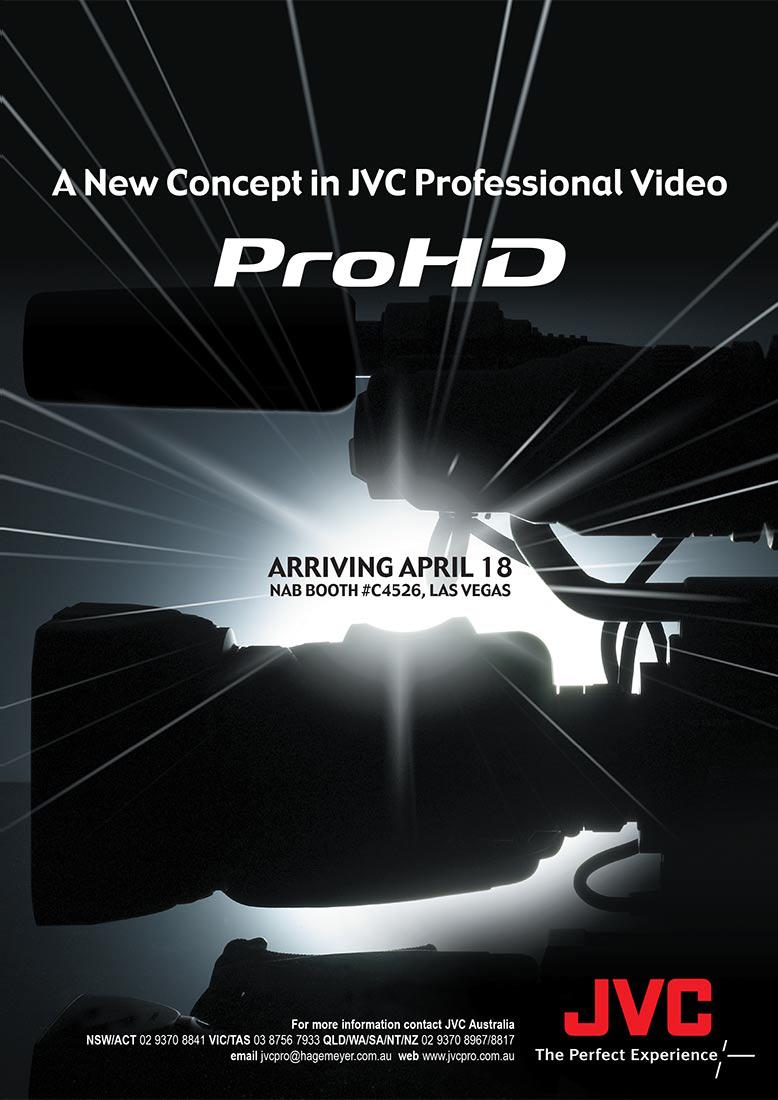 A New Concept in JVC Professional Video
ProHD
ARRIVING APRIL 18
NAB BOOTH #C4526, LAS VEGAS
For more information contact JVC Australia
NSW/ACT 02 9370 8841 VIC/TAS 03 8756 7933 QLD/WA/SA/NT/NZ 02 9370 8967/8817
email jvcpro@hagemeyer.com.au web www.jvcpro.com.au
JVC
The Perfect Experience